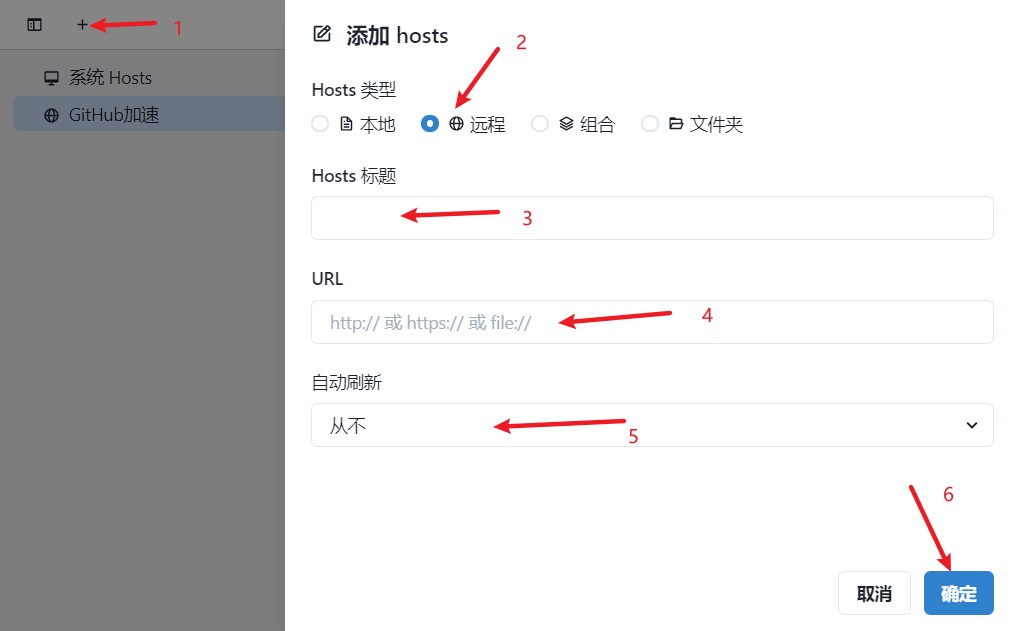 1
系统 Hosts
GitHub加速
添加 hosts
2
Hosts 类型
本地 远程 组合 文件夹
Hosts 标题
3
URL
http:// 或 https:// 或 file://
4
自动刷新
从不
5
6
取消 确定